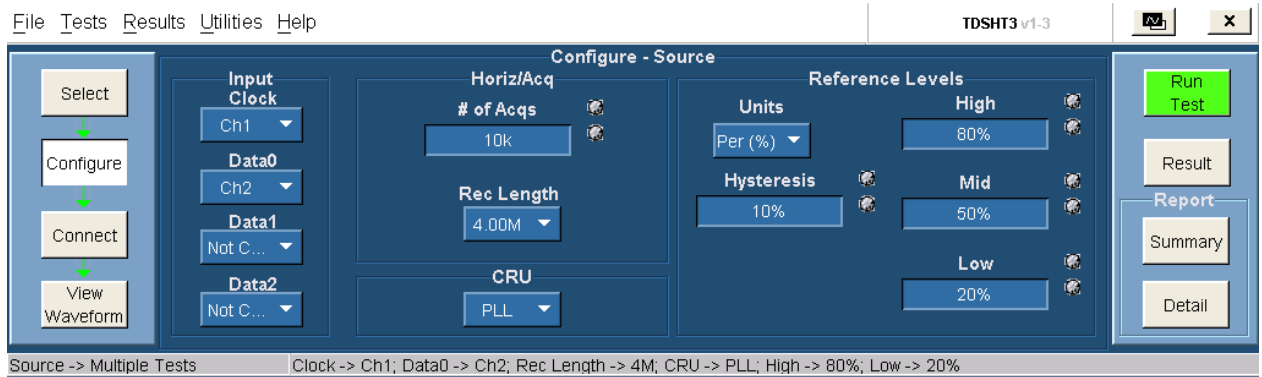 File Tests Results Utilities Help TDSHT3 v1-3 x
Configure - Source
Select
Configure
Connect
View
Waveform
Input
Clock
Ch1
Data0
Ch2
Data1
Not C...
Data2
Not C...
Horiz/Acq
# of Acqs
10k
Rec Length
4.00M
CRU
PLL
Reference Levels
Units
Per (%)
Hysteresis
10%
High
80%
Mid
50%
Low
20%
Run
Test
Result
Report
Summary
Detail
Source -> Multiple Tests Clock -> Ch1; Data0 -> Ch2; Rec Length -> 4M; CRU -> PLL; High -> 80%; Low -> 20%